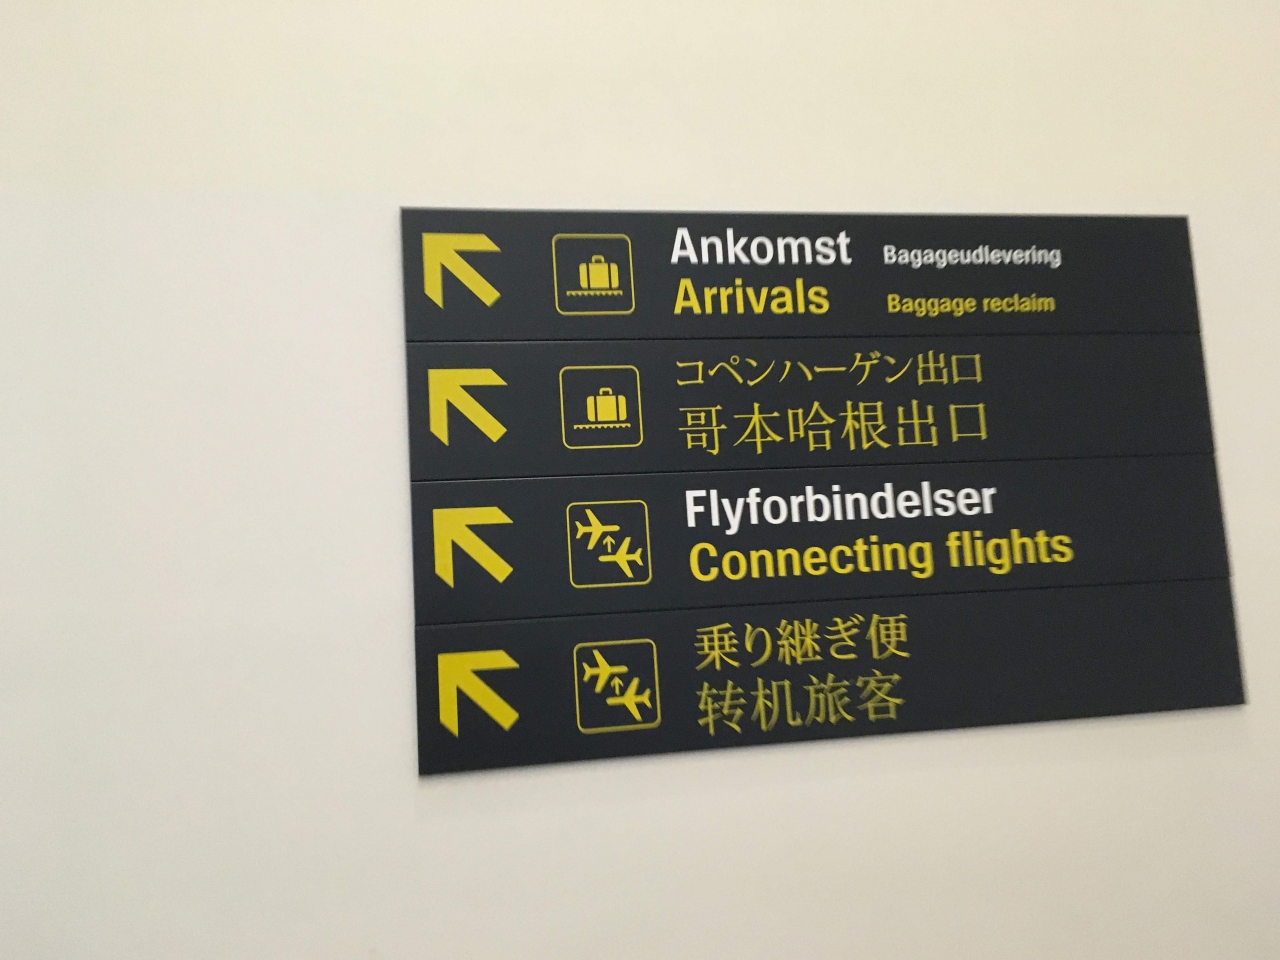 Ankomst Bagageudlevering
Arrivals Baggage reclaim
コペンハーゲン出口
哥本哈根出口
Flyforbindelser
Connecting flights
乗り継ぎ便
转机旅客